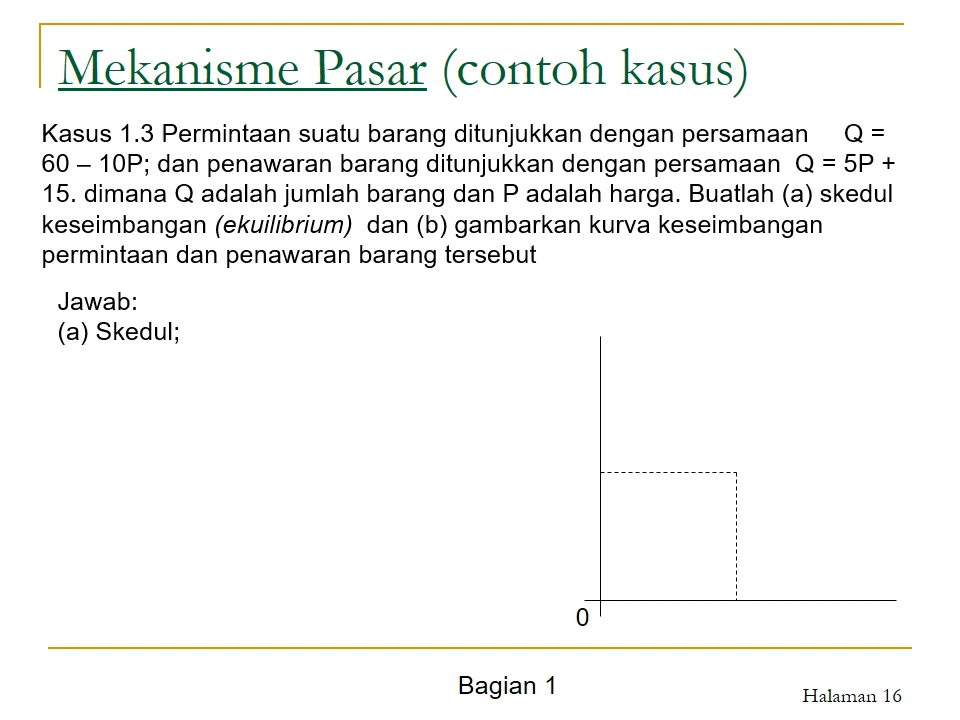 Mekanisme Pasar (contoh kasus)
Kasus 1.3 Permintaan suatu barang ditunjukkan dengan persamaan Q =
60 – 10P; dan penawaran barang ditunjukkan dengan persamaan Q = 5P +
15. dimana Q adalah jumlah barang dan P adalah harga. Buatlah (a) skedul
keseimbangan (ekuilibrium) dan (b) gambarkan kurva keseimbangan
permintaan dan penawaran barang tersebut
Jawab:
(a) Skedul;
0
Bagian 1
Halaman 16